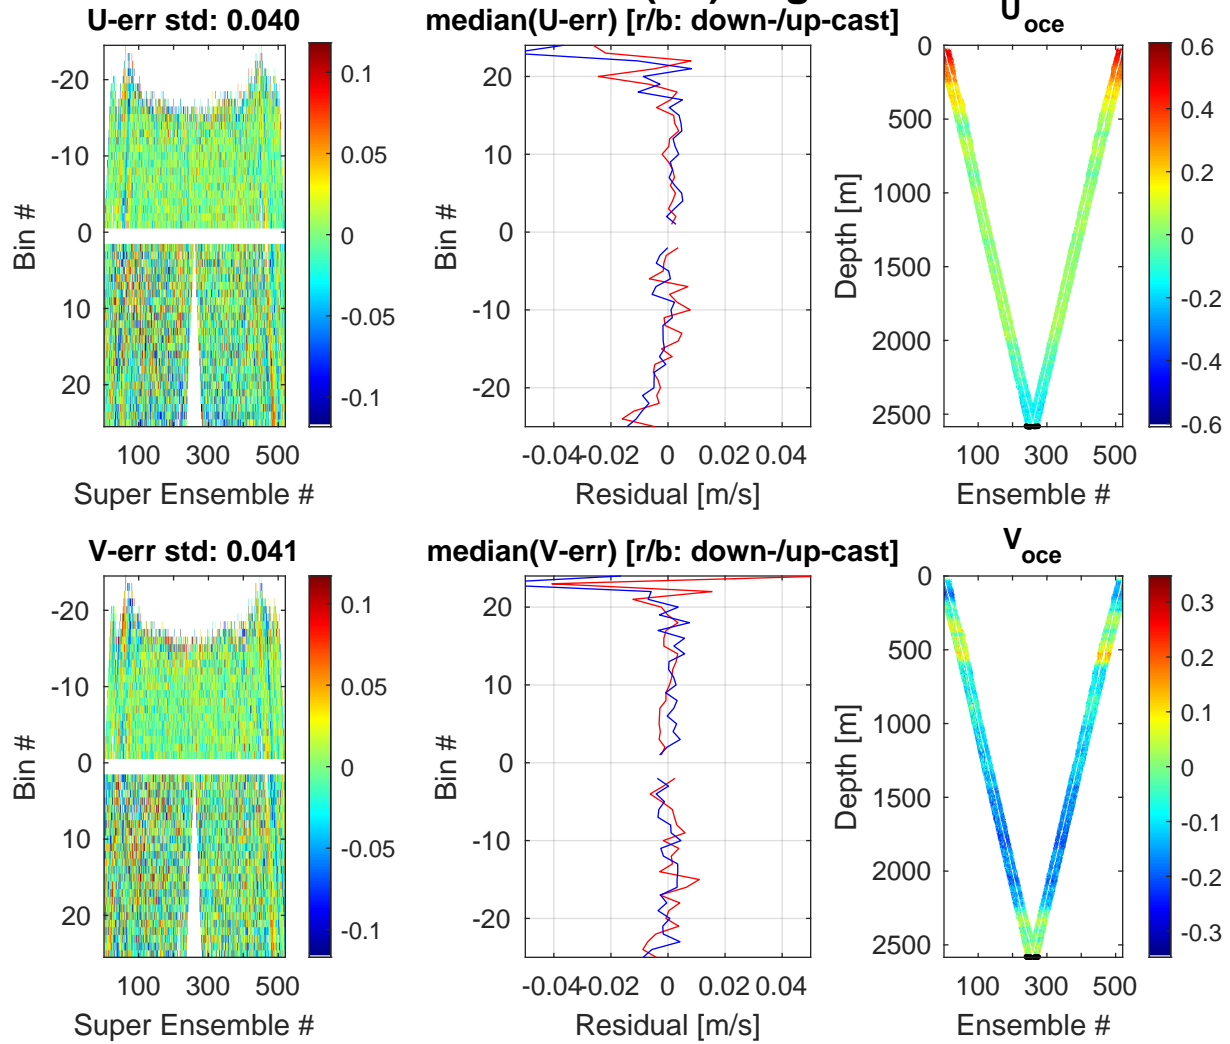 U-err std: 0.040
median(U-err) [r/b: down-/up-cast]
U oce
-20
-10
0
10
20
Bin #
100 300 500
Super Ensemble #
0.1
0.05
0
-0.05
-0.1
20
10
0
-10
-20
Bin #
-0.04 -0.02 0 0.02 0.04
Residual [m/s]
0
500
1000
1500
2000
2500
Depth [m]
100 300 500
Ensemble #
0.6
0.4
0.2
0
-0.2
-0.4
-0.6
V-err std: 0.041
median(V-err) [r/b: down-/up-cast]
V oce
-20
-10
0
10
20
Bin #
100 300 500
Super Ensemble #
0.1
0.05
0
-0.05
-0.1
20
10
0
-10
-20
Bin #
-0.04 -0.02 0 0.02 0.04
Residual [m/s]
0
500
1000
1500
2000
2500
Depth [m]
100 300 500
Ensemble #
0.3
0.2
0.1
0
-0.1
-0.2
-0.3